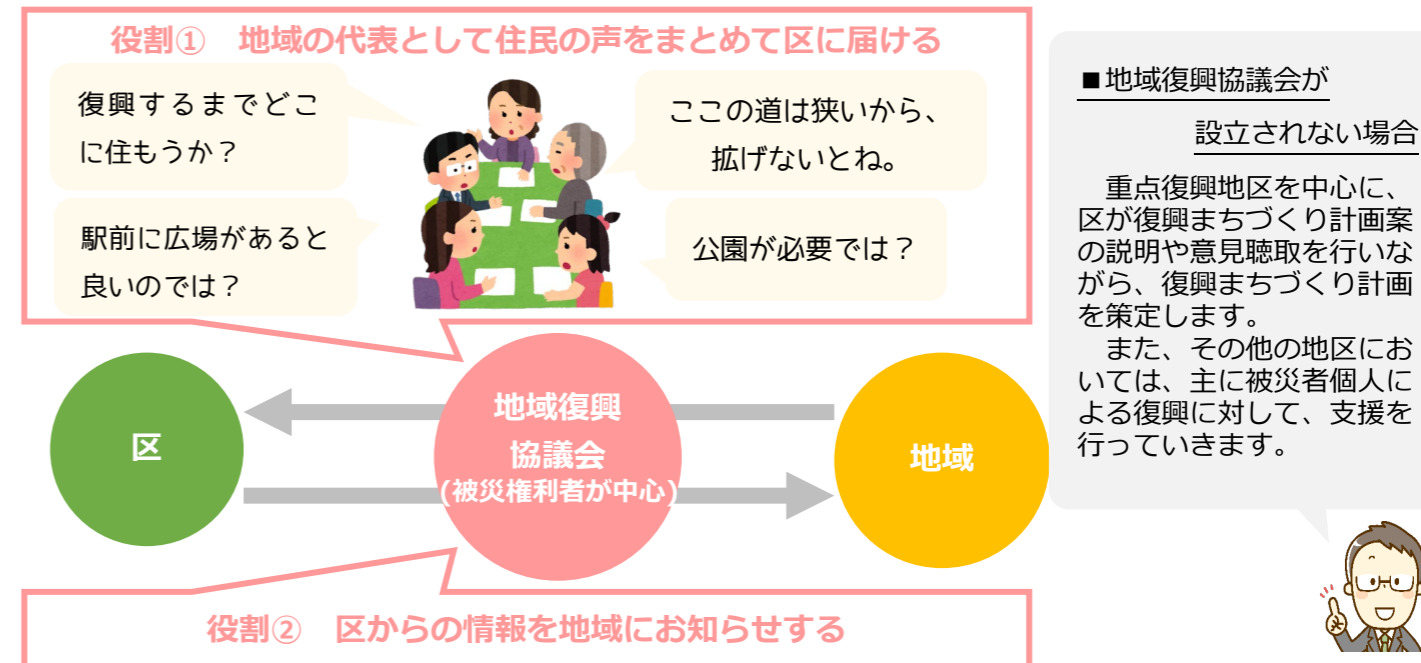 役割① 地域の代表として住民の声をまとめて区に届ける
復興するまでどこ
に住もうか？
ここの道は狭いから、
拡げないとね。
駅前に広場があると
良いのでは？
公園が必要では？
区
地域復興
協議会
(被災権利者が中心)
地域
役割② 区からの情報を地域にお知らせする
■地域復興協議会が
設立されない場合
重点復興地区を中心に、
区が復興まちづくり計画案
の説明や意見聴取を行いな
がら、復興まちづくり計画
を策定します。
また、その他の地区にお
いては、主に被災者個人に
よる復興に対して、支援を
行っていきます。